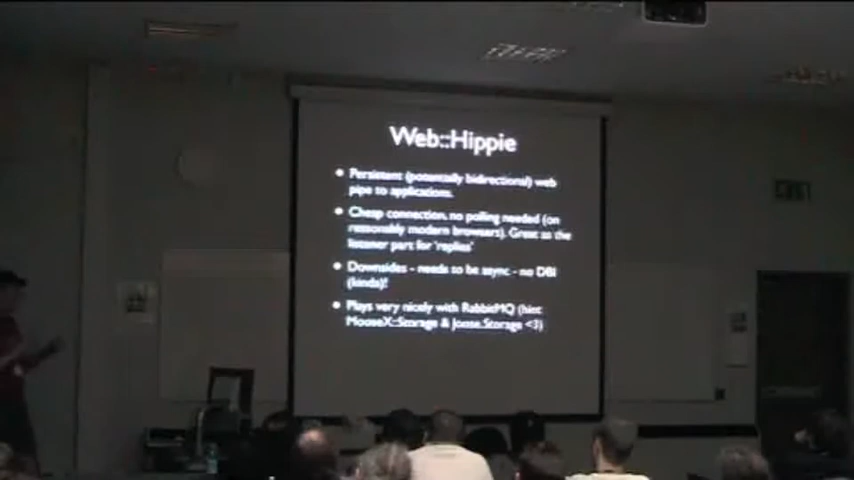 Web::Hippie
• Persistent (potentially bidirectional) web
pipe to applications.
• Cheap connection, no polling needed (on
reasonably modern browsers). Great as the
listener part for 'replies'
• Downsides - needs to be async - no DBI
(kinda)!
• Plays very nicely with RabbitMQ (hint
MooseX::Storage & Joose.Storage <3)